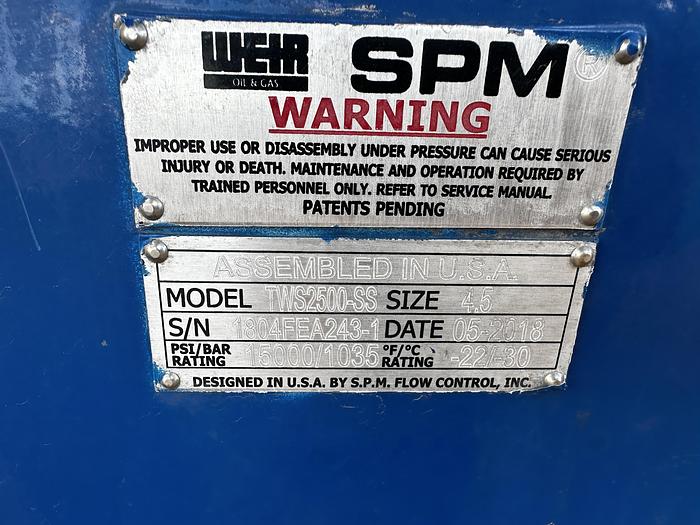 WEIR SPM®
OIL & GAS
WARNING
IMPROPER USE OR DISASSEMBLY UNDER PRESSURE CAN CAUSE SERIOUS
INJURY OR DEATH. MAINTENANCE AND OPERATION REQUIRED BY
TRAINED PERSONNEL ONLY. REFER TO SERVICE MANUAL.
PATENTS PENDING
ASSEMBLED IN U.S.A.
MODEL TWS2500-SS SIZE 4.5
S/N 1804FEA243-1 DATE 05-2018
PSI/BAR RATING 15000/1035 °F/°C RATING -22/-30
DESIGNED IN U.S.A. BY S.P.M. FLOW CONTROL, INC.